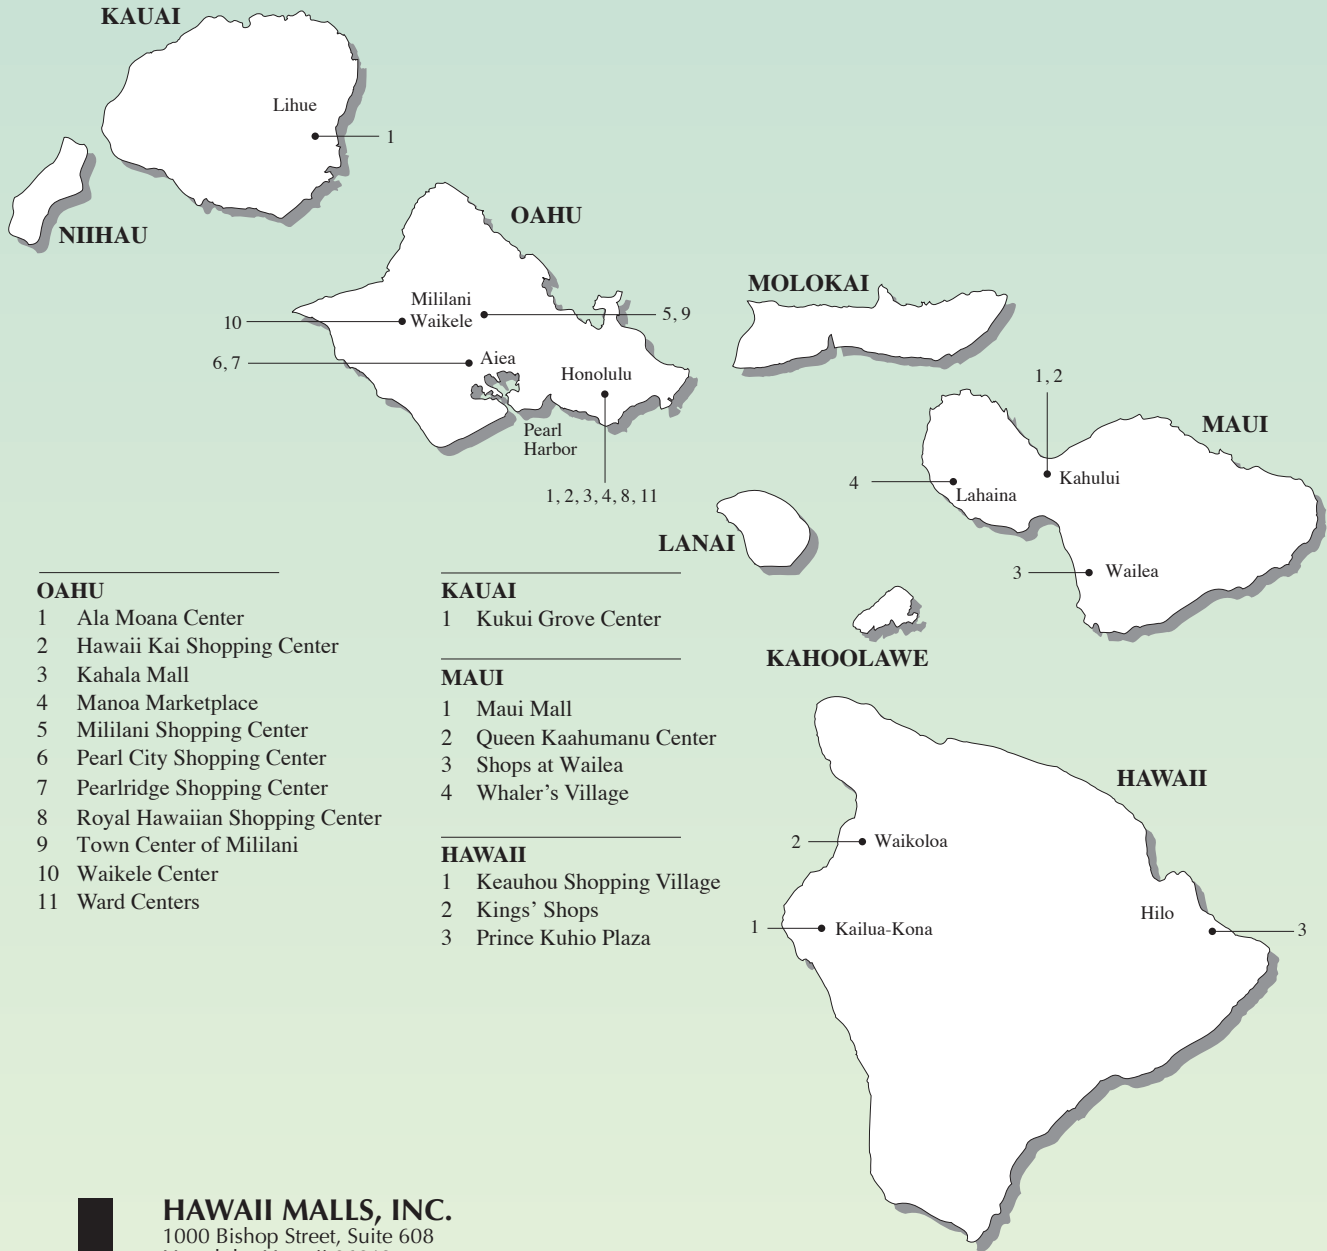 KAUAI
Lihue
1
NIIHAU
OAHU
Mililani
Waikele
10
5, 9
6, 7
Aiea
Honolulu
Pearl
Harbor
1, 2, 3, 4, 8, 11
MOLOKAI
1, 2
MAUI
4
Lahaina
Kahului
LANAI
3
Wailea
KAHOOLAWE
HAWAII
2
Waikoloa
1
Kailua-Kona
Hilo
3
OAHU
1 Ala Moana Center
2 Hawaii Kai Shopping Center
3 Kahala Mall
4 Manoa Marketplace
5 Mililani Shopping Center
6 Pearl City Shopping Center
7 Pearlridge Shopping Center
8 Royal Hawaiian Shopping Center
9 Town Center of Mililani
10 Waikele Center
11 Ward Centers
KAUAI
1 Kukui Grove Center
MAUI
1 Maui Mall
2 Queen Kaahumanu Center
3 Shops at Wailea
4 Whaler’s Village
HAWAII
1 Keauhou Shopping Village
2 Kings’ Shops
3 Prince Kuhio Plaza
HAWAII MALLS, INC.
1000 Bishop Street, Suite 608